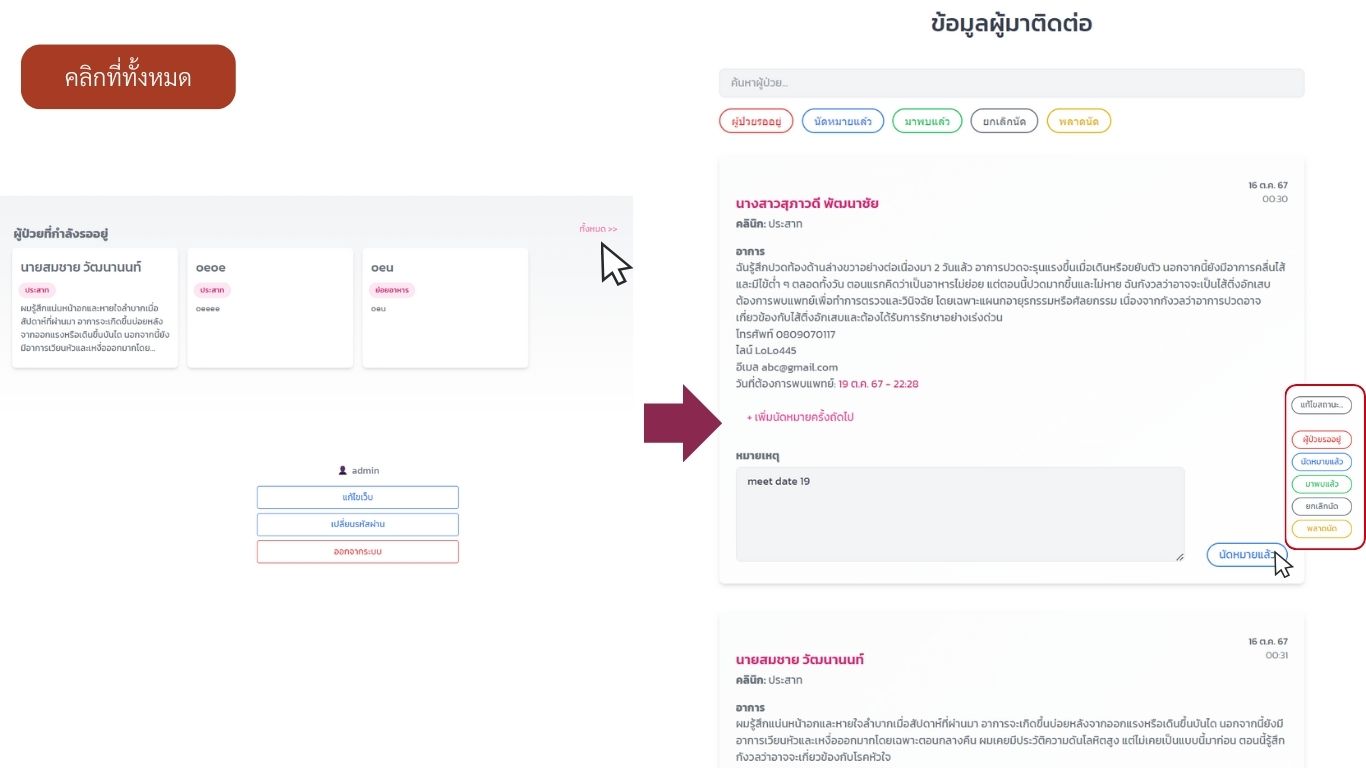 คลิกที่ทั้งหมด
ผู้ป่วยที่กำลังรออยู่
ทั้งหมด >>
นายสมชาย วัฒนานนท์
ประสาท
ผมรู้สึกแน่นหน้าอกและหายใจลำบากเมื่อ
สัปดาห์ที่ผ่านมา อาการจะเกิดขึ้นบ่อยหลัง
จากออกแรงหรือเดินขึ้นบันได นอกจากนี้ยัง
มีอาการเวียนหัวและเหงื่อออกมากโดย...
oeoe
ประสาท
oeeee
oeu
ย่อยอาหาร
oeu
admin
แก้ไขเว็บ
เปลี่ยนรหัสผ่าน
ออกจากระบบ
ข้อมูลผู้มาติดต่อ
ค้นหาผู้ป่วย...
ผู้ป่วยรออยู่
นัดหมายแล้ว
มาพบแล้ว
ยกเลิกนัด
พลาดนัด
16 ต.ค. 67
00:30
นางสาวสุภาวดี พัฒนาชัย
คลินิก: ประสาท
อาการ
ฉันรู้สึกปวดท้องด้านล่างขวาอย่างต่อเนื่องมา 2 วันแล้ว อาการปวดจะรุนแรงขึ้นเมื่อเดินหรือขยับตัว นอกจากนี้ยังมีอาการคลื่นไส้
และมีไข้ต่ำ ๆ ตลอดทั้งวัน ตอนแรกคิดว่าเป็นอาหารไม่ย่อย แต่ตอนนี้ปวดมากขึ้นและไม่หาย ฉันกังวลว่าอาจจะเป็นไส้ติ่งอักเสบ
ต้องการพบแพทย์เพื่อทำการตรวจและวินิจฉัย โดยเฉพาะแผนกอายุรกรรมหรือศัลยกรรม เนื่องจากกังวลว่าอาการปวดอาจ
เกี่ยวข้องกับไส้ติ่งอักเสบและต้องได้รับการรักษาอย่างเร่งด่วน
โทรศัพท์ 0809070117
ไลน์ LoLo445
อีเมล abc@gmail.com
วันที่ต้องการพบแพทย์: 19 ต.ค. 67 - 22:28
+ เพิ่มนัดหมายครั้งถัดไป
หมายเหตุ
meet date 19
นัดหมายแล้ว
แก้ไขสถานะ...
ผู้ป่วยรออยู่
นัดหมายแล้ว
มาพบแล้ว
ยกเลิกนัด
พลาดนัด
16 ต.ค. 67
00:31
นายสมชาย วัฒนานนท์
คลินิก: ประสาท
อาการ
ผมรู้สึกแน่นหน้าอกและหายใจลำบากเมื่อสัปดาห์ที่ผ่านมา อาการจะเกิดขึ้นบ่อยหลังจากออกแรงหรือเดินขึ้นบันได นอกจากนี้ยังมี
อาการเวียนหัวและเหงื่อออกมากโดยเฉพาะตอนกลางคืน ผมเคยมีประวัติความดันโลหิตสูง แต่ไม่เคยเป็นแบบนี้มาก่อน ตอนนี้รู้สึก
กังวลว่าอาจจะเกี่ยวข้องกับโรคหัวใจ